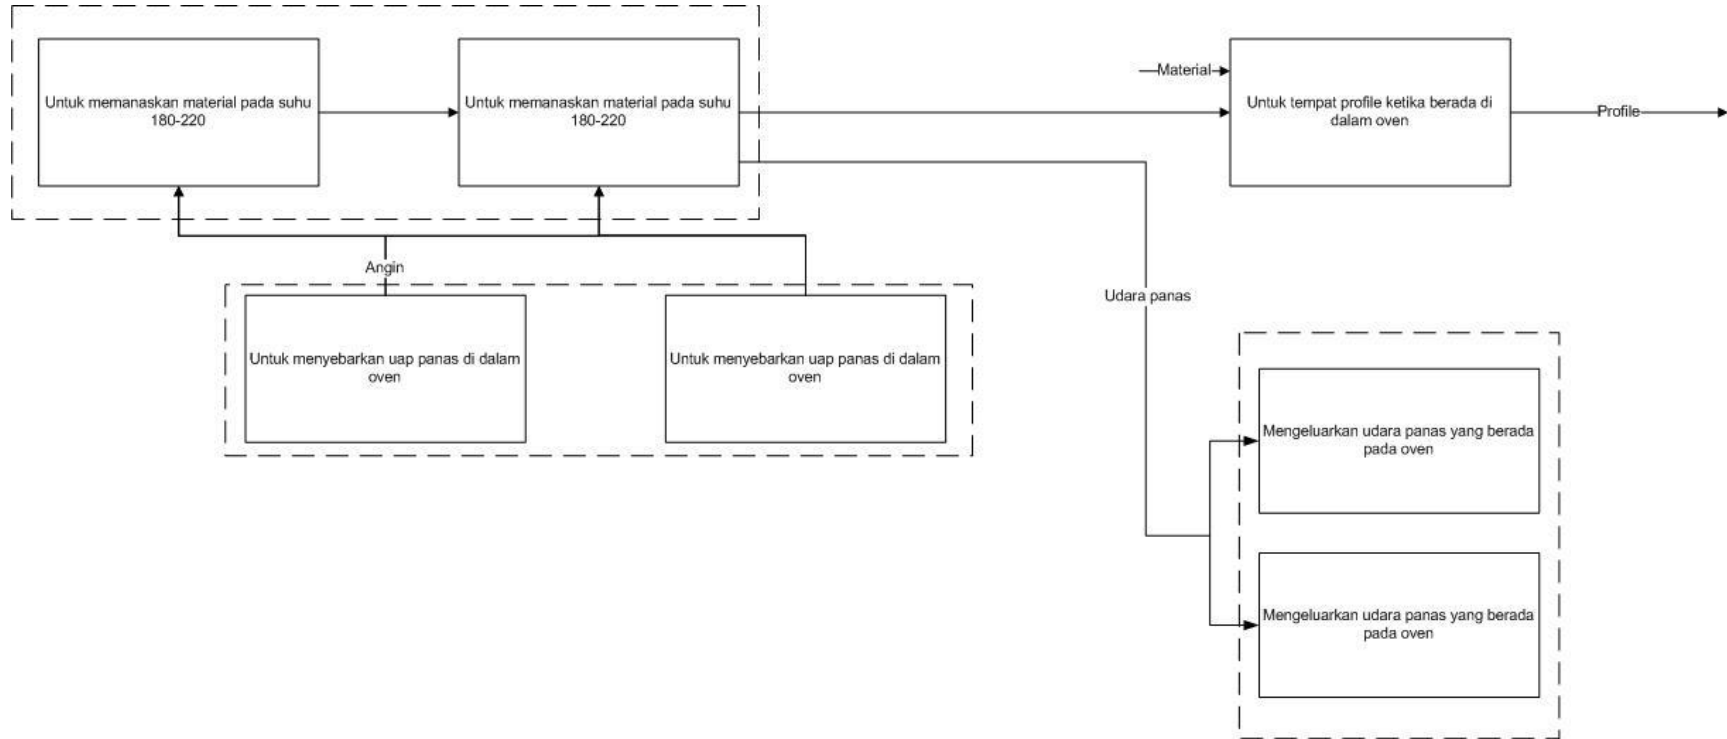 Untuk memanaskan material pada suhu
180-220
Untuk memanaskan material pada suhu
180-220
Material
Untuk tempat profile ketika berada di
dalam oven
Profile
Angin
Untuk menyebarkan uap panas di dalam
oven
Untuk menyebarkan uap panas di dalam
oven
Udara panas
Mengeluarkan udara panas yang berada
pada oven
Mengeluarkan udara panas yang berada
pada oven